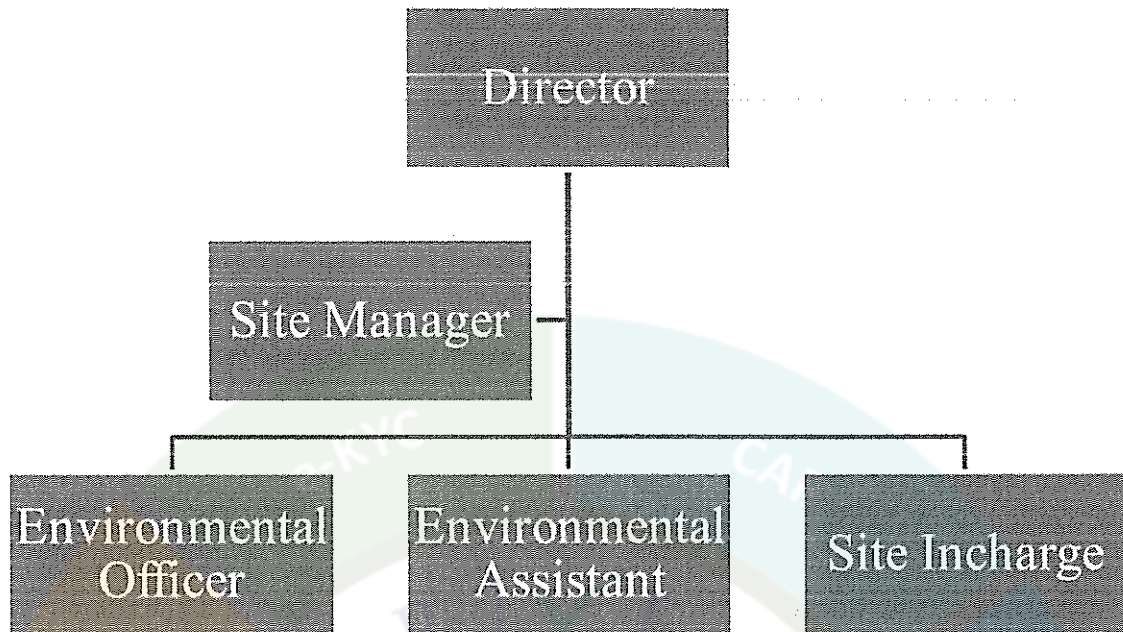 Director
Site Manager
Environmental
Officer
Environmental
Assistant
Site Incharge